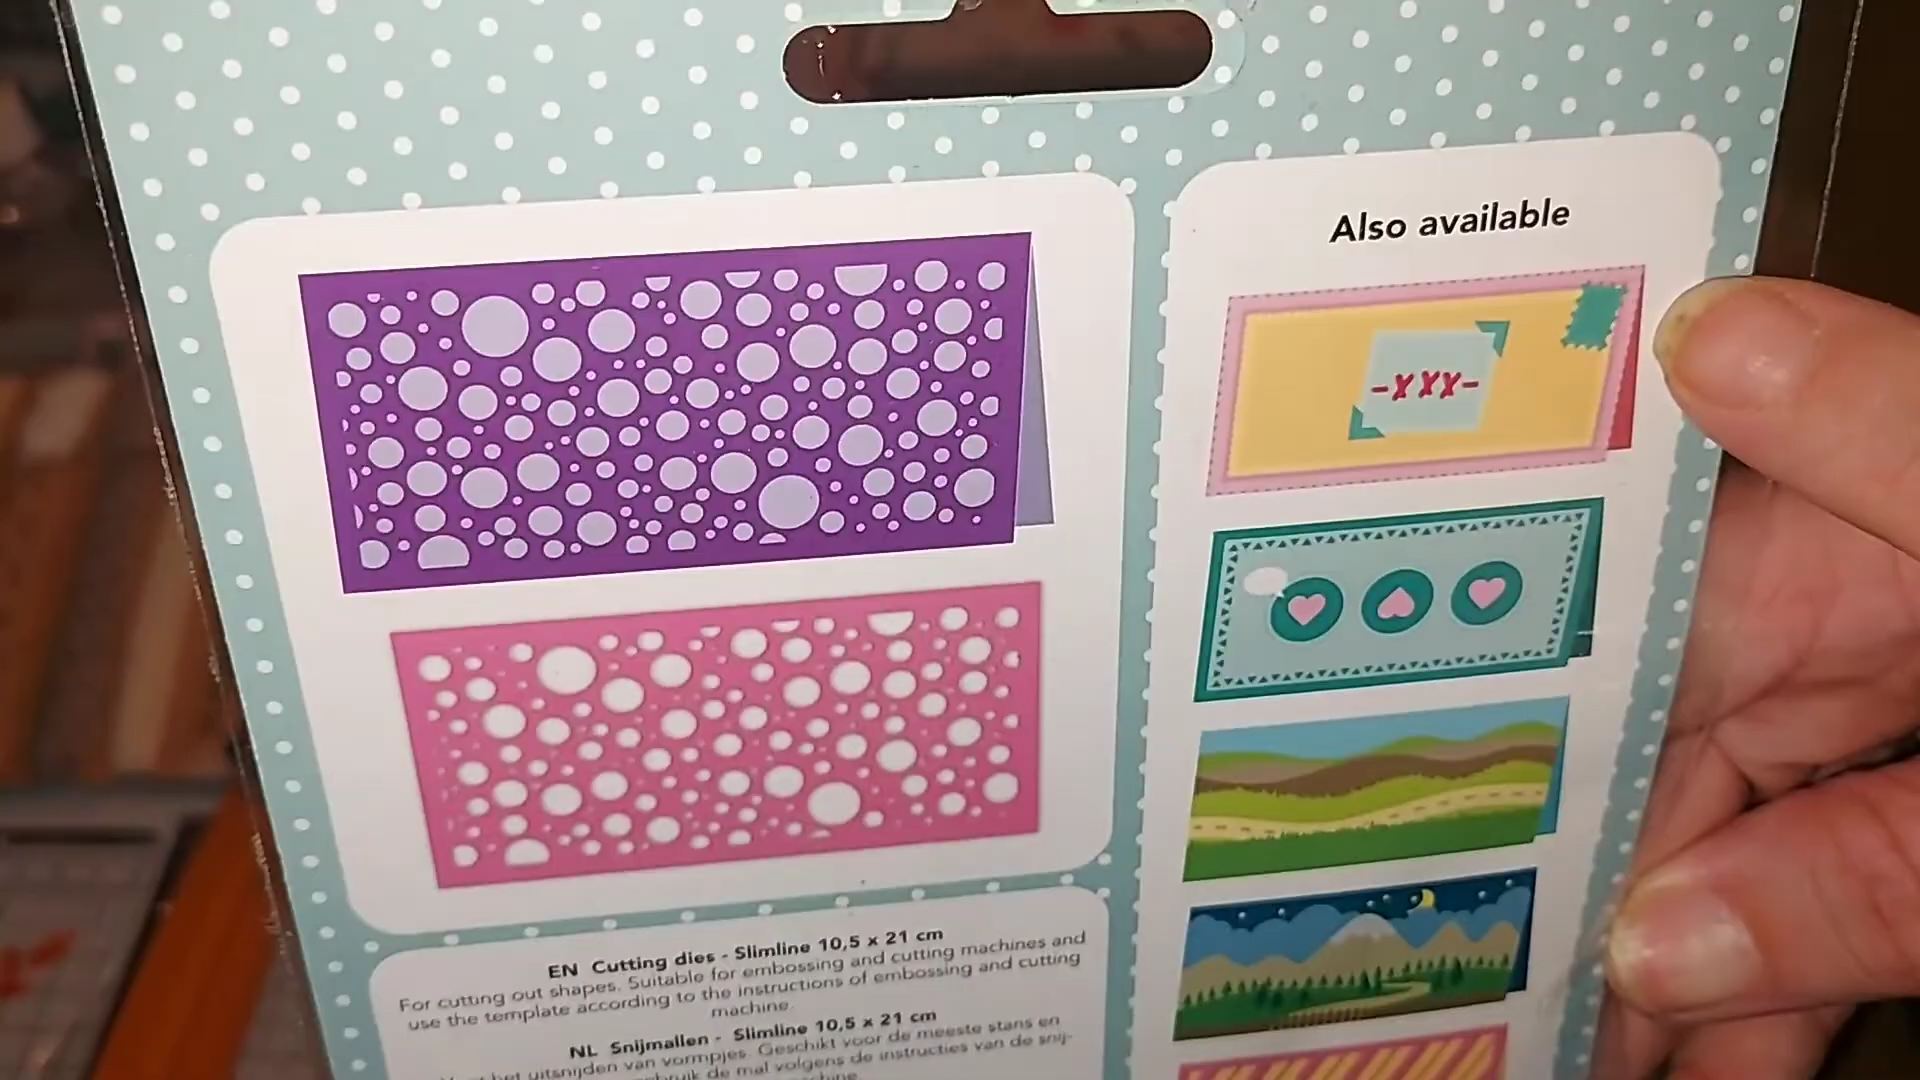 Also available
-XXX-
EN Cutting dies - Slimline 10,5 x 21 cm
For cutting out shapes. Suitable for embossing and cutting machines and
use the template according to the instructions of embossing and cutting
machine.
NL Snijmallen - Slimline 10,5 x 21 cm
het uitsnijden van vormpjes. Geschikt voor de meeste stans en
de mal volgens de instructies van de snij-